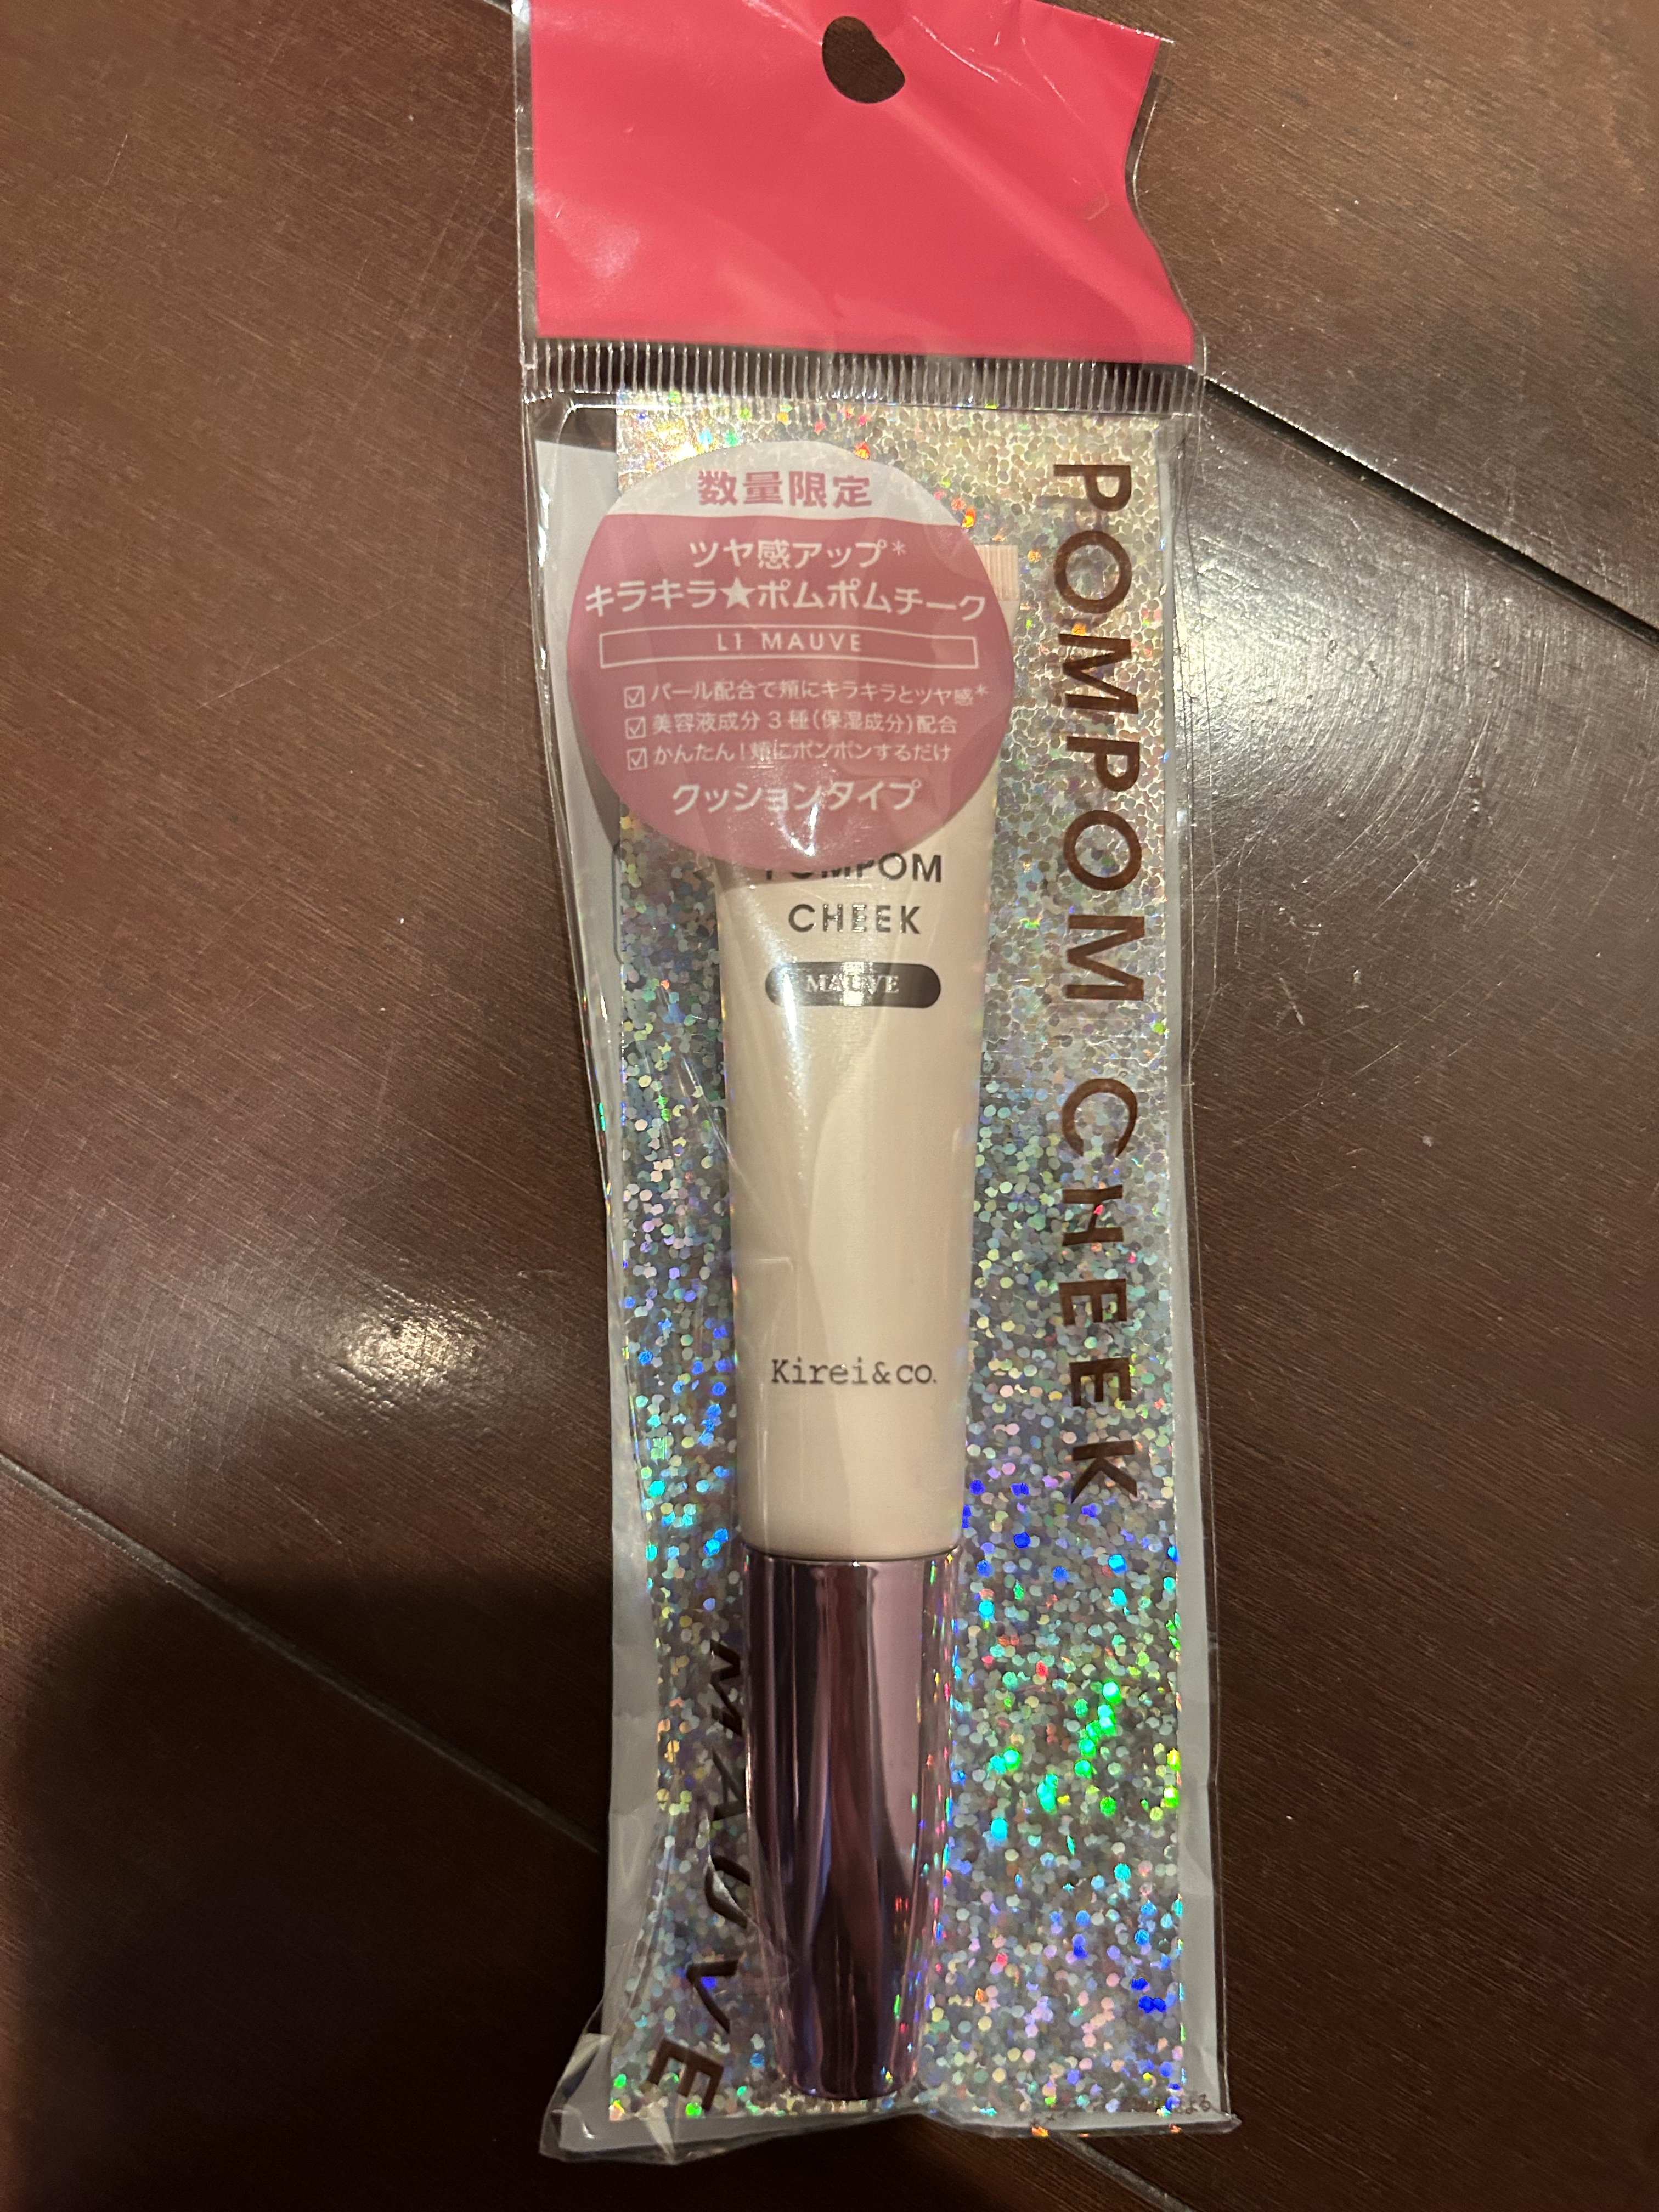 数量限定
ツヤ感アップ*
キラキラ★ポムポムチーク
L1 MAUVE
☑ パール配合で頬にキラキラとツヤ感*
☑ 美容液成分3種(保湿成分)配合
☑ かんたん!頬にポンポンするだけ
クッションタイプ
POMPOM
CHEEK
MAUVE
Kirei&co.
POMPOM CHEEK
MAUVE